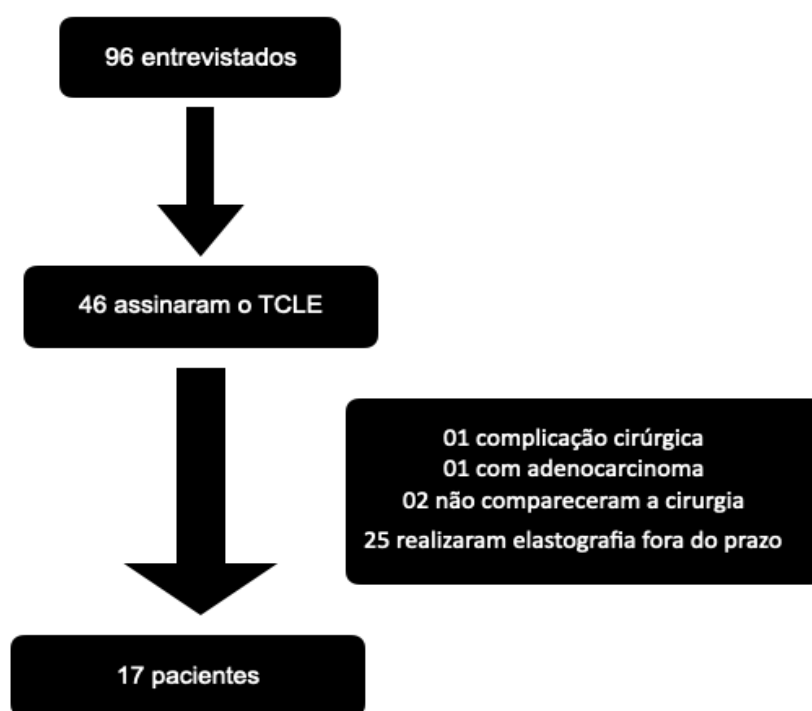 96 entrevistados
46 assinaram o TCLE
01 complicação cirúrgica
01 com adenocarcinoma
02 não compareceram a cirurgia
25 realizaram elastografia fora do prazo
17 pacientes